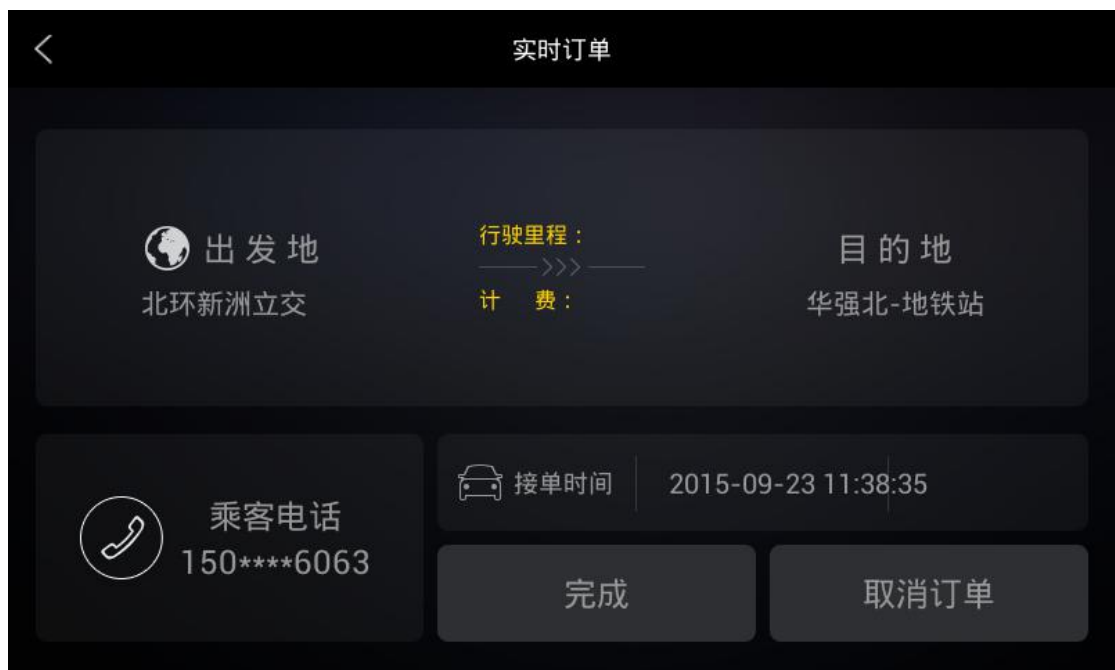 实时订单
出发地
北环新洲立交
行驶里程：
计 费：
目的地
华强北-地铁站
乘客电话
150****6063
接单时间
2015-09-23 11:38:35
完成
取消订单